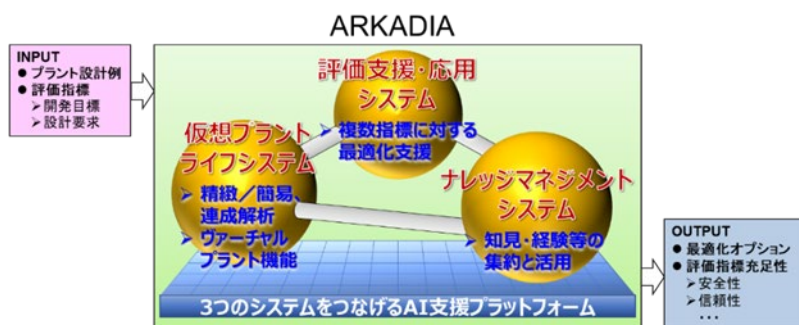 ARKADIA
INPUT
● プラント設計例
● 評価指標
➢ 開発目標
➢ 設計要求
評価支援・応用
システム
➢ 複数指標に対する
最適化支援
仮想プラント
ライフシステム
➢ 精緻／簡易、
連成解析
➢ ヴァーチャル
プラント機能
ナレッジマネジメント
システム
➢ 知見・経験等の
集約と活用
3つのシステムをつなげるAI支援プラットフォーム
OUTPUT
● 最適化オプション
● 評価指標充足性
➢ 安全性
➢ 信頼性
・・・